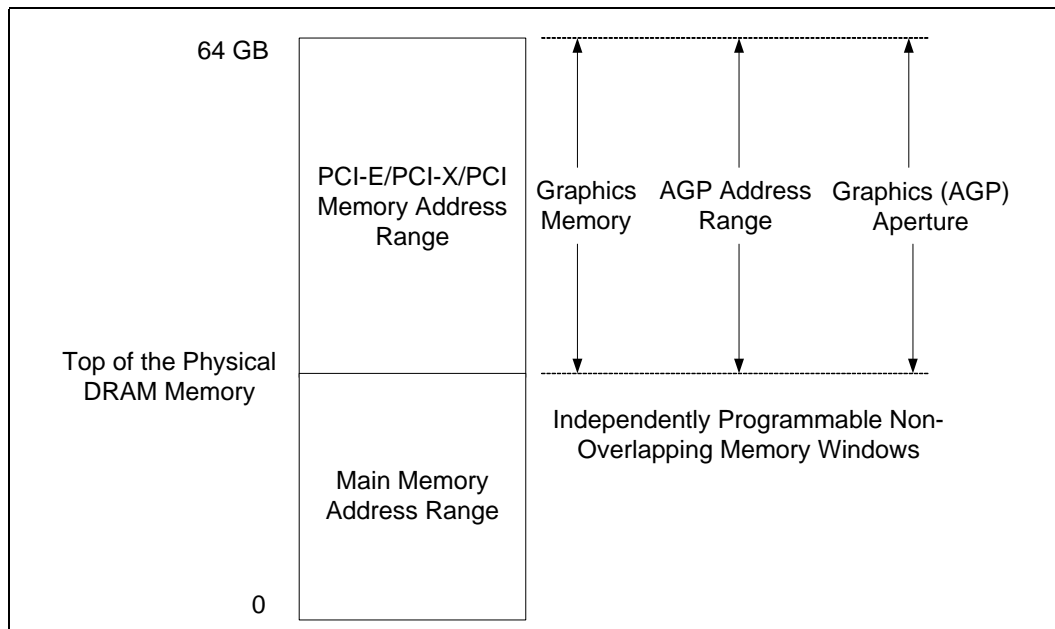 64 GB
PCI-E/PCI-X/PCI
Memory Address
Range
Graphics
Memory
AGP Address
Range
Graphics (AGP)
Aperture
Top of the Physical
DRAM Memory
Independently Programmable Non-
Overlapping Memory Windows
Main Memory
Address Range
0